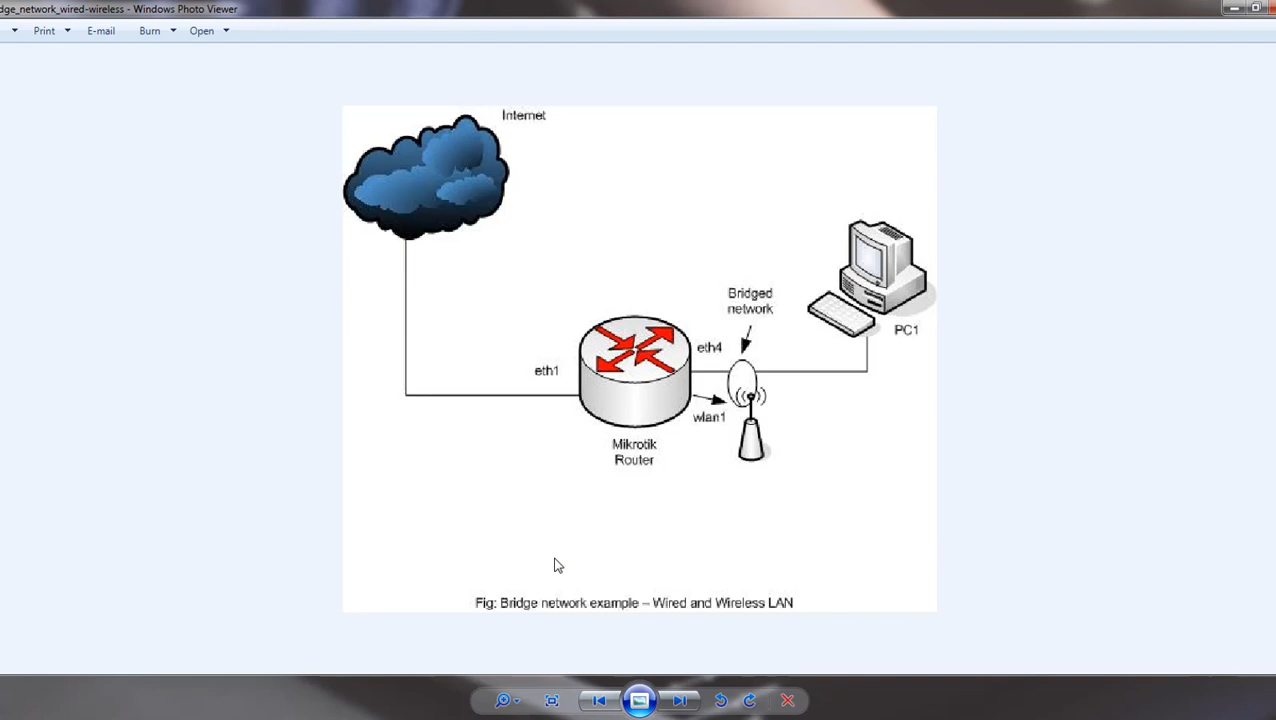 dge_network_wired-wireless - Windows Photo Viewer
Print E-mail Burn Open
Internet
Bridged
network
PC1
eth4
eth1
wlan1
Mikrotik
Router
Fig: Bridge network example – Wired and Wireless LAN